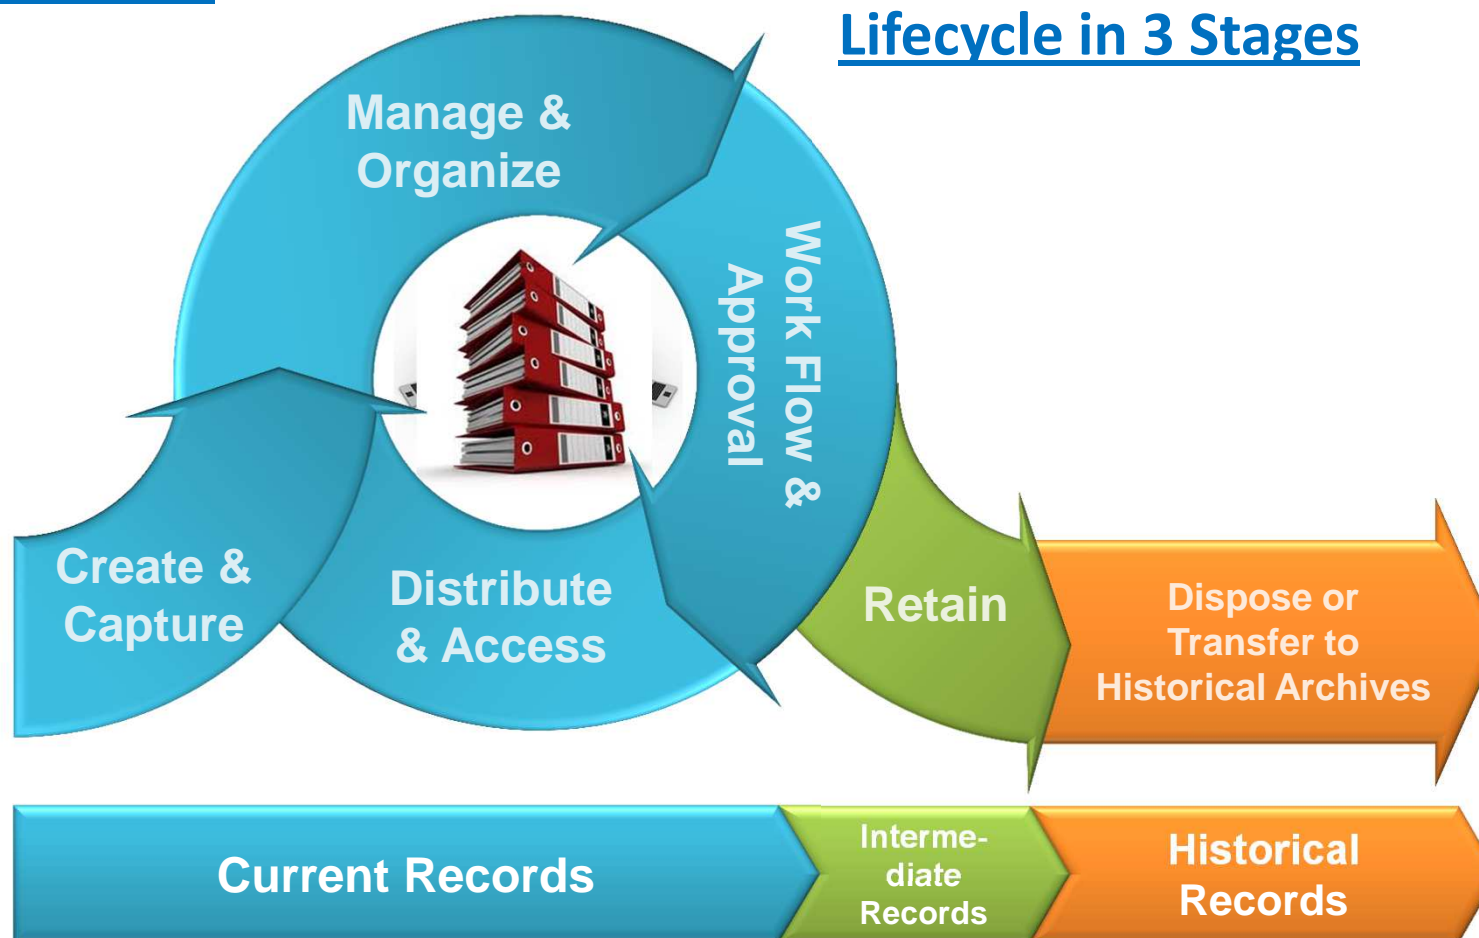 Lifecycle in 3 Stages
Manage &
Organize
Work Flow &
Approval
Create &
Capture
Distribute
& Access
Retain
Dispose or
Transfer to
Historical Archives
Current Records
Interme-
diate
Records
Historical
Records